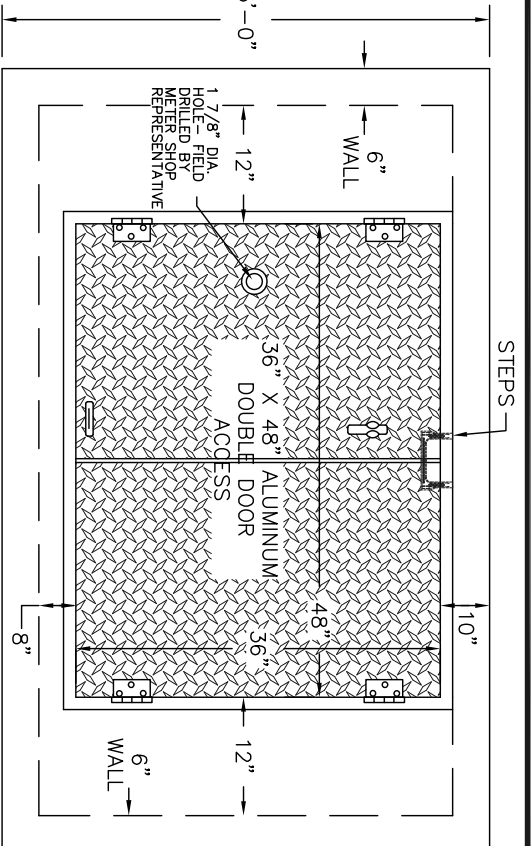 '-0"
STEPS
6"
WALL
10"
12"
1 7/8" DIA.
HOLE- FIELD
DRILLED BY
METER SHOP
REPRESENTATIVE
36" X 48" ALUMINUM
DOUBLE DOOR
ACCESS
48"
36"
12"
6"
WALL
8"